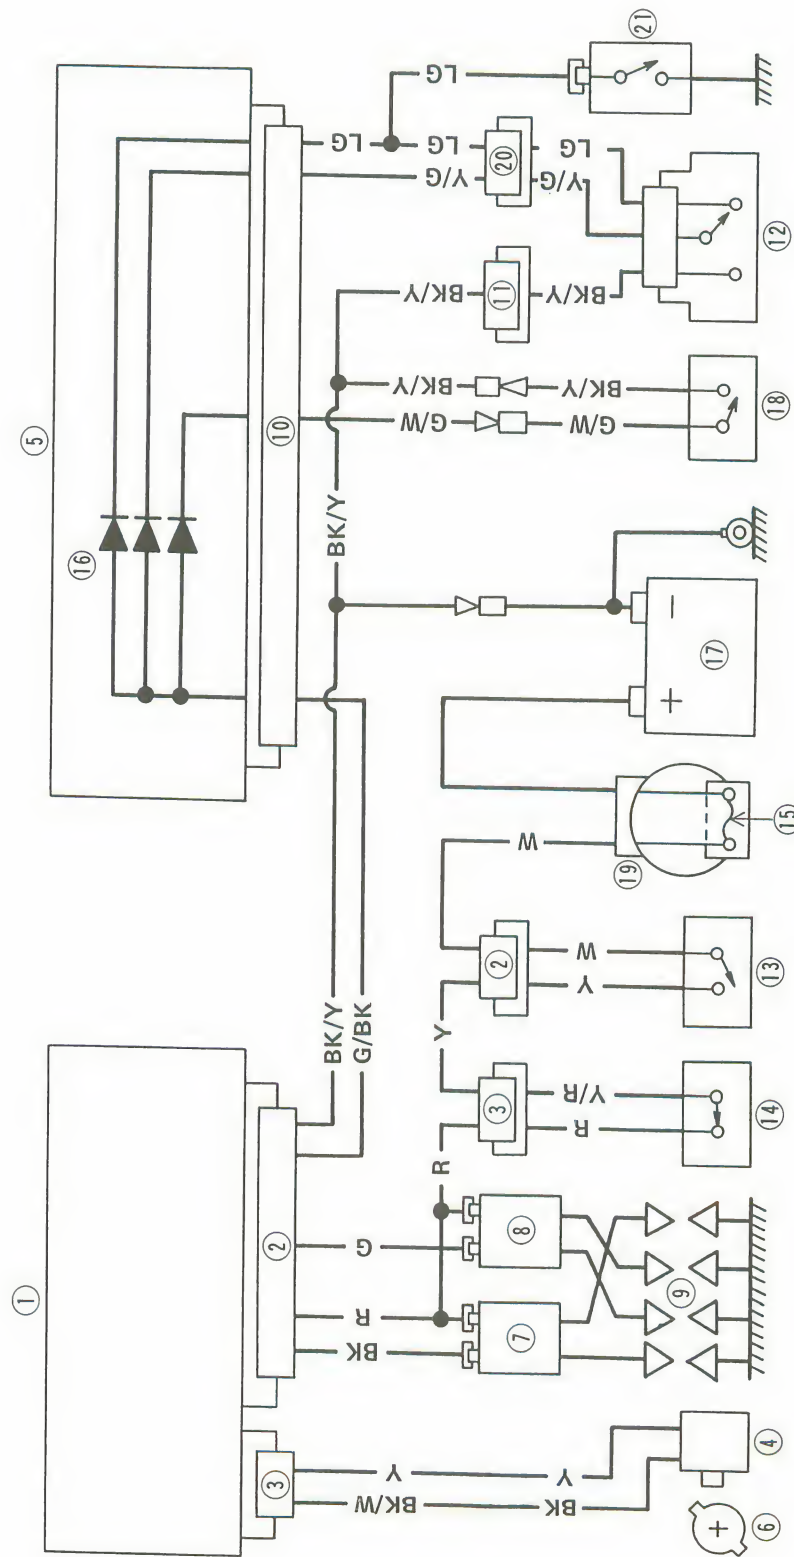 ①
②
③
BK/W
Y
BK
Y
BK
R
G
BK/Y
G/BK
④
⑥
⑦
⑧
⑨
R
③
R
Y/R
⑭
Y
②
Y
W
⑬
W
⑲
⑮
+
−
⑰
⑤
⑯
⑩
BK/Y
G/W
G/W
BK/Y
BK/Y
⑱
BK/Y
⑪
BK/Y
Y/G
LG
LG
⑳
Y/G
LG
⑫
LG
㉑
+